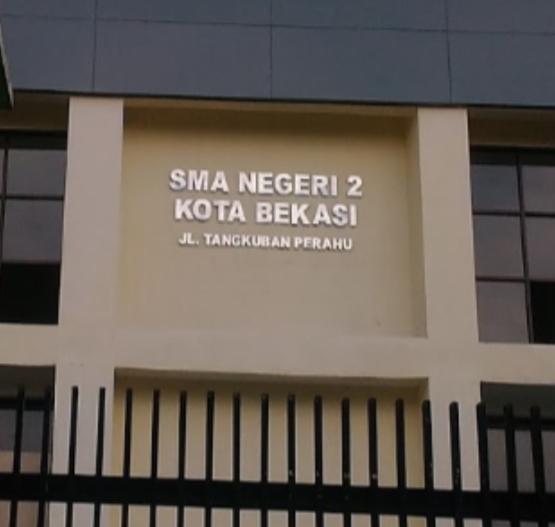 SMA NEGERI 2
KOTA BEKASI
JL. TANGKUBAN PERAHU